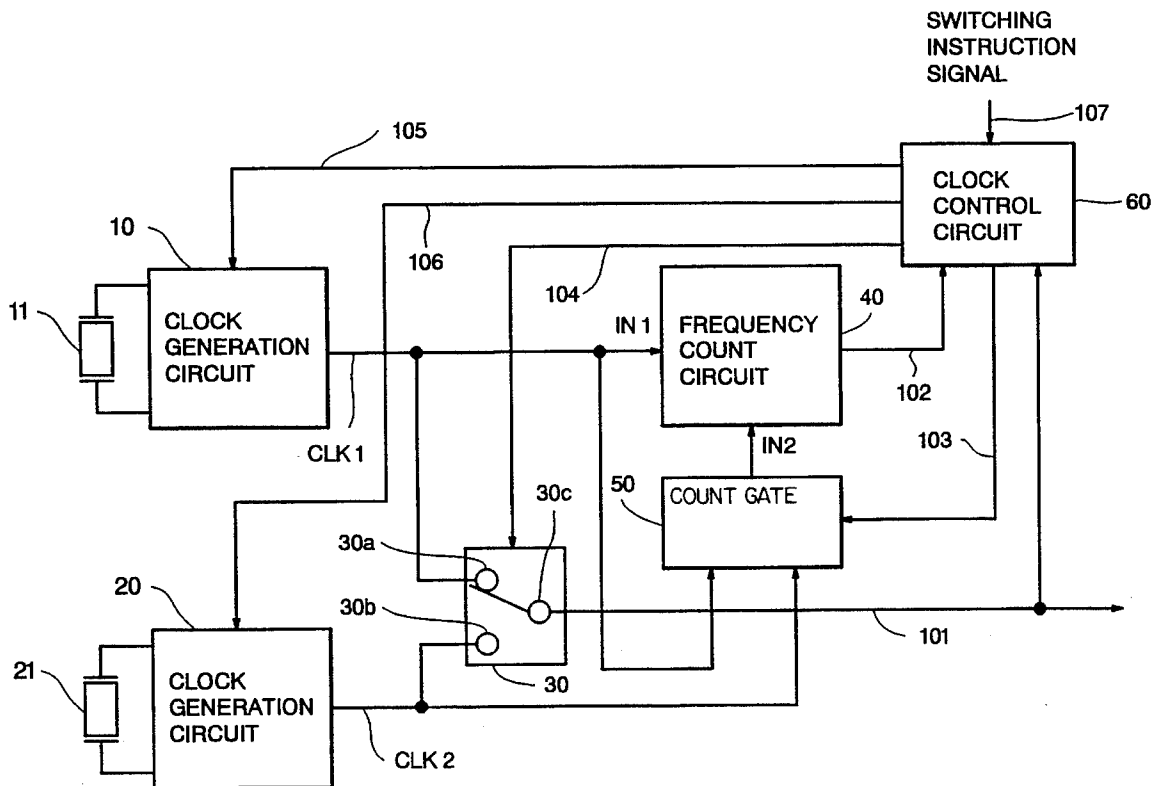 SWITCHING
INSTRUCTION
SIGNAL
107
105
CLOCK
CONTROL
CIRCUIT
60
10
106
104
11
CLOCK
GENERATION
CIRCUIT
IN 1
FREQUENCY
COUNT
CIRCUIT
40
102
CLK 1
IN2
103
50
COUNT GATE
30c
30a
30b
20
101
21
CLOCK
GENERATION
CIRCUIT
30
CLK 2